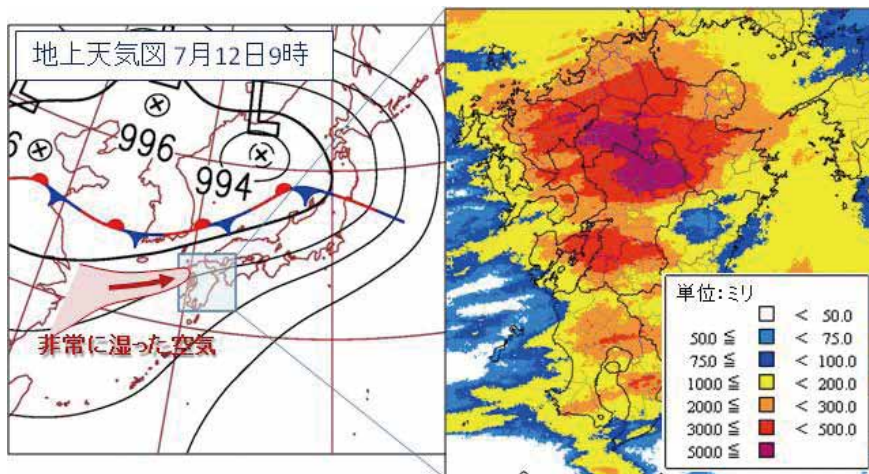 地上天気図 7月12日9時
996
6
994
非常に湿った空気
単位:ミリ
< 50.0
50.0 ≦ < 75.0
75.0 ≦ < 100.0
100.0 ≦ < 200.0
200.0 ≦ < 300.0
300.0 ≦ < 500.0
500.0 ≦